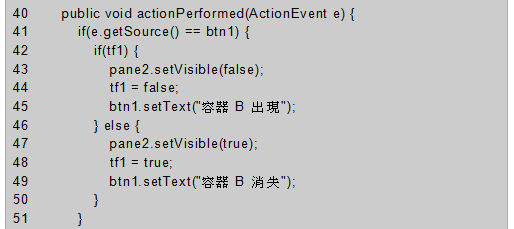 40 public void actionPerformed(ActionEvent e) {
41 if(e.getSource() == btn1) {
42 if(tf1) {
43 pane2.setVisible(false);
44 tf1 = false;
45 btn1.setText("容器 B 出現");
46 } else {
47 pane2.setVisible(true);
48 tf1 = true;
49 btn1.setText("容器 B 消失");
50 }
51 }